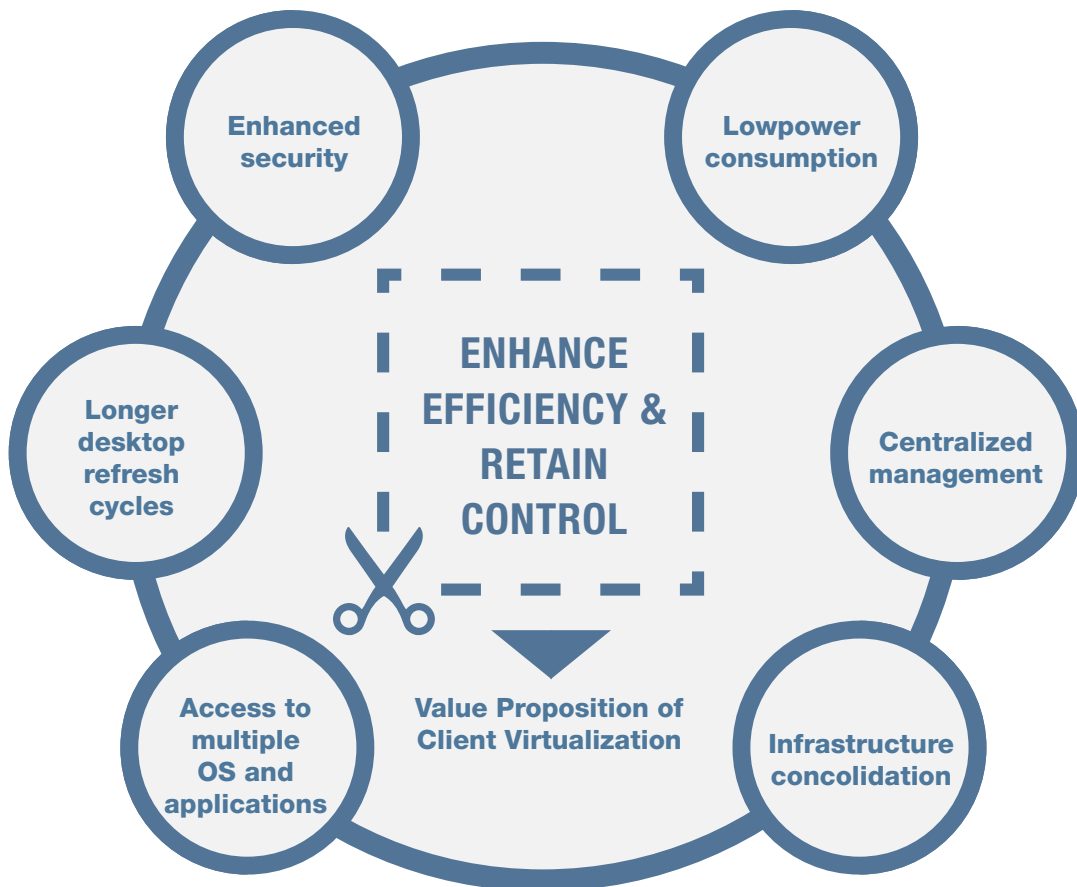 Enhanced
security
Lowpower
consumption
ENHANCE
EFFICIENCY &
RETAIN
CONTROL
Longer
desktop
refresh
cycles
Centralized
management
Access to
multiple
OS and
applications
Value Proposition of
Client Virtualization
Infrastructure
concolidation